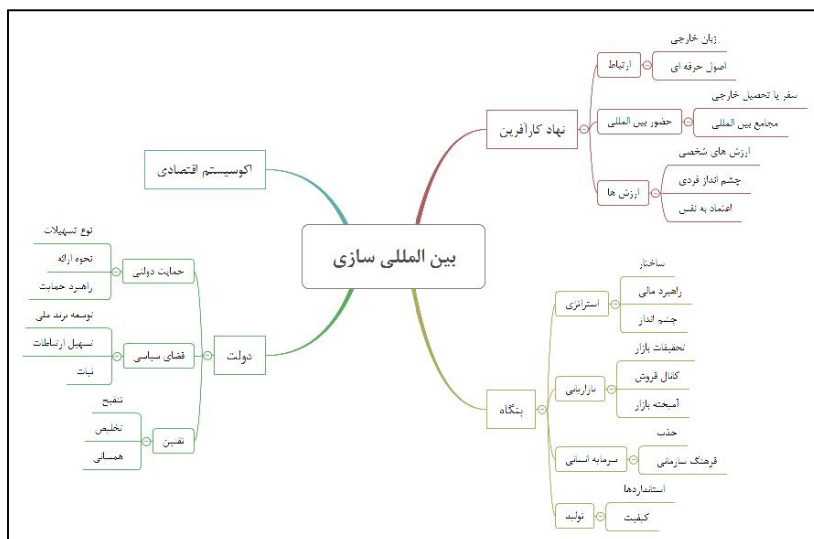 بین المللی سازی
نهاد کارآفرین
ارتباط
زبان خارجی
اصول حرفه ای
حضور بین المللی
سفر یا تحصیل خارجی
مجامع بین المللی
ارزش ها
ارزش های شخصی
چشم انداز فردی
اعتماد به نفس
بنگاه
استراتژی
ساختار
راهبرد مالی
چشم انداز
بازاریابی
تحقیقات بازار
کانال فروش
آمیخته بازار
سرمایه انسانی
جذب
فرهنگ سازمانی
تولید
استانداردها
کیفیت
اکوسیستم اقتصادی
دولت
حمایت دولتی
نوع تسهیلات
نحوه ارائه
راهبرد حمایت
فضای سیاسی
توسعه برند ملی
تسهیل ارتباطات
ثبات
تقنین
تنقیح
تخلیص
همسانی